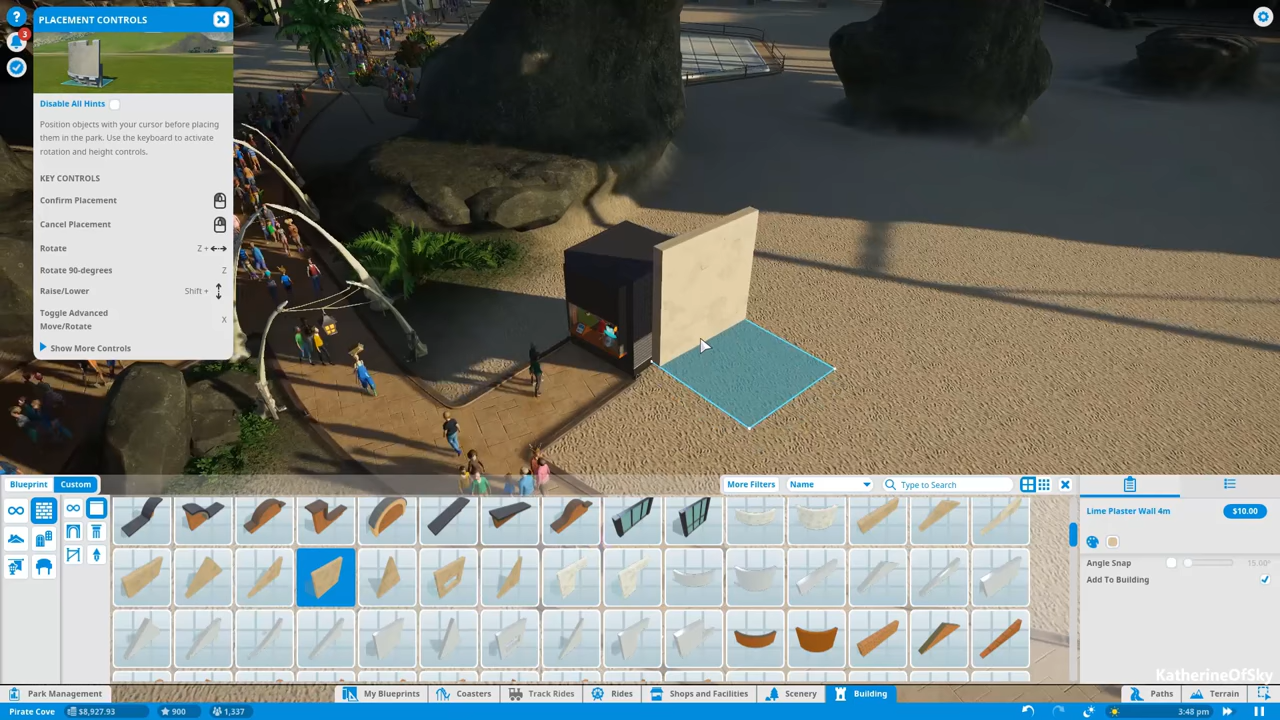 PLACEMENT CONTROLS
3
Disable All Hints
Position objects with your cursor before placing
them in the park. Use the keyboard to activate
rotation and height controls.
KEY CONTROLS
Confirm Placement
Cancel Placement
Rotate Z +
Rotate 90-degrees Z
Raise/Lower Shift +
Toggle Advanced
Move/Rotate X
Show More Controls
Blueprint Custom More Filters Name Type to Search
Lime Plaster Wall 4m $10.00
Angle Snap 15.00°
Add To Building
KatherineOfSky
Park Management My Blueprints Coasters Track Rides Rides Shops and Facilities Scenery Building Paths Terrain
Pirate Cove $8,927.93 900 1,337 3:48 pm